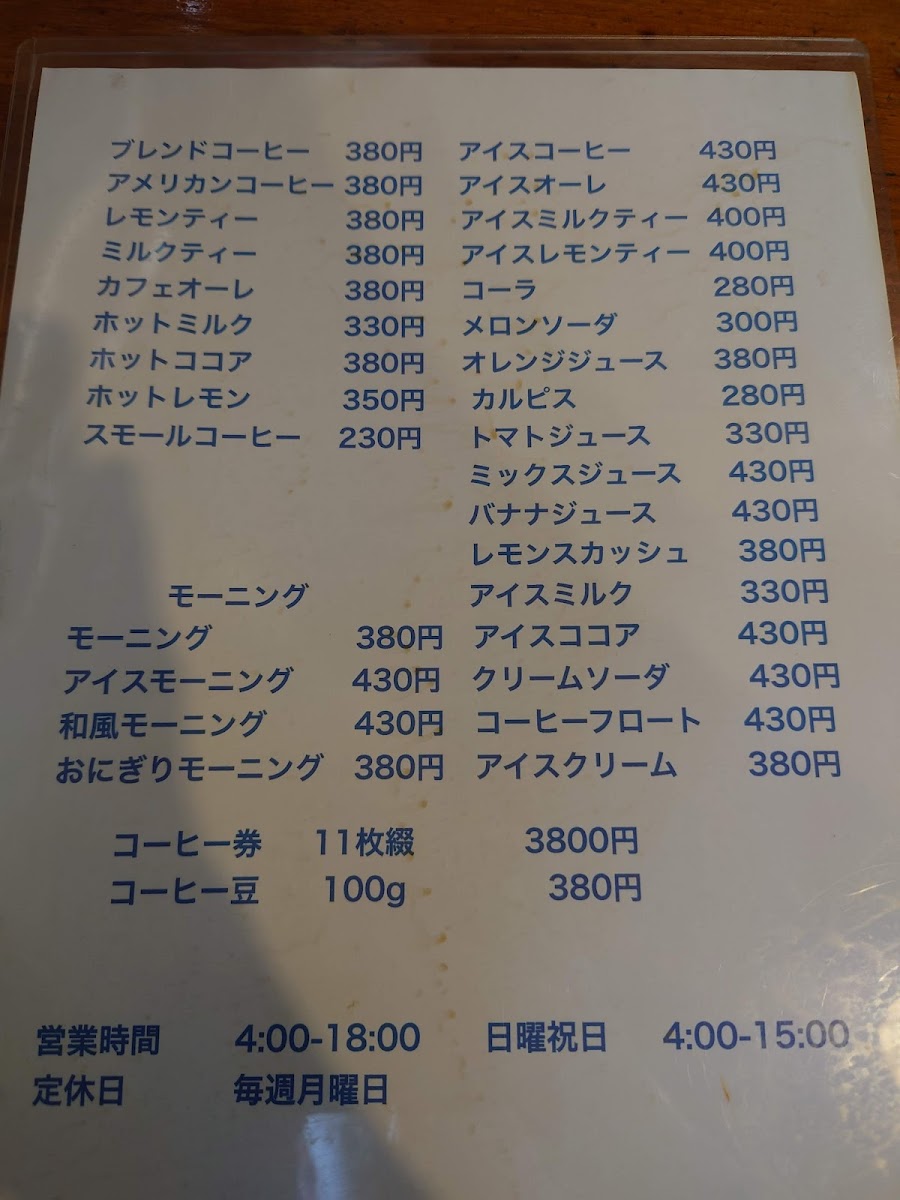 ブレンドコーヒー 380円
アメリカンコーヒー 380円
レモンティー 380円
ミルクティー 380円
カフェオーレ 380円
ホットミルク 330円
ホットココア 380円
ホットレモン 350円
スモールコーヒー 230円
モーニング
モーニング 380円
アイスモーニング 430円
和風モーニング 430円
おにぎりモーニング 380円
アイスコーヒー 430円
アイスオーレ 430円
アイスミルクティー 400円
アイスレモンティー 400円
コーラ 280円
メロンソーダ 300円
オレンジジュース 380円
カルピス 280円
トマトジュース 330円
ミックスジュース 430円
バナナジュース 430円
レモンスカッシュ 380円
アイスミルク 330円
アイスココア 430円
クリームソーダ 430円
コーヒーフロート 430円
アイスクリーム 380円
コーヒー券 11枚綴 3800円
コーヒー豆 100g 380円
営業時間 4:00-18:00 日曜祝日 4:00-15:00
定休日 毎週月曜日